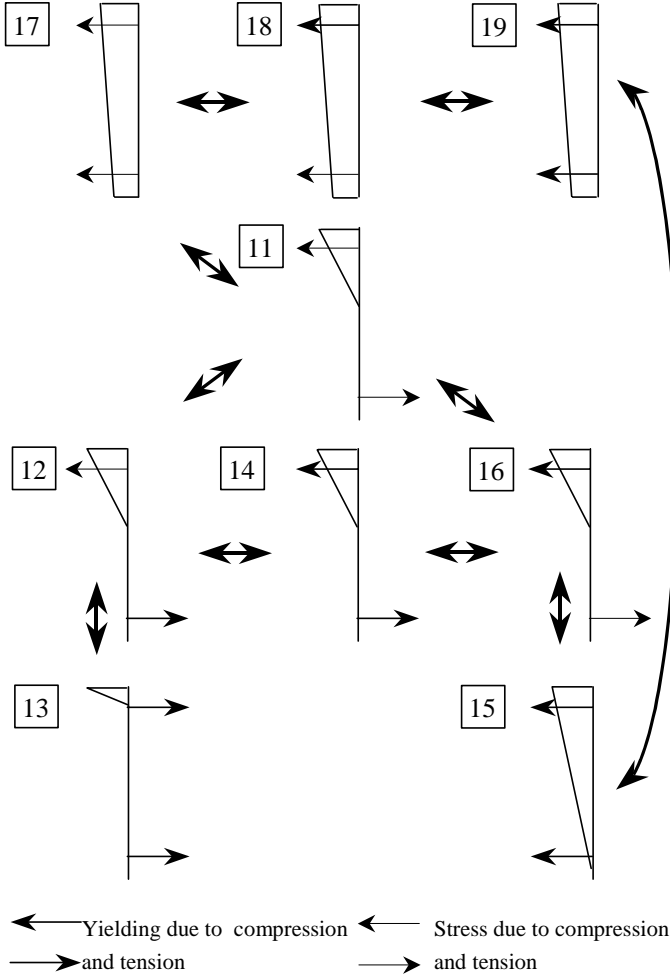 17
18
19
11
12
14
16
13
15
Yielding due to compression
and tension
Stress due to compression
and tension